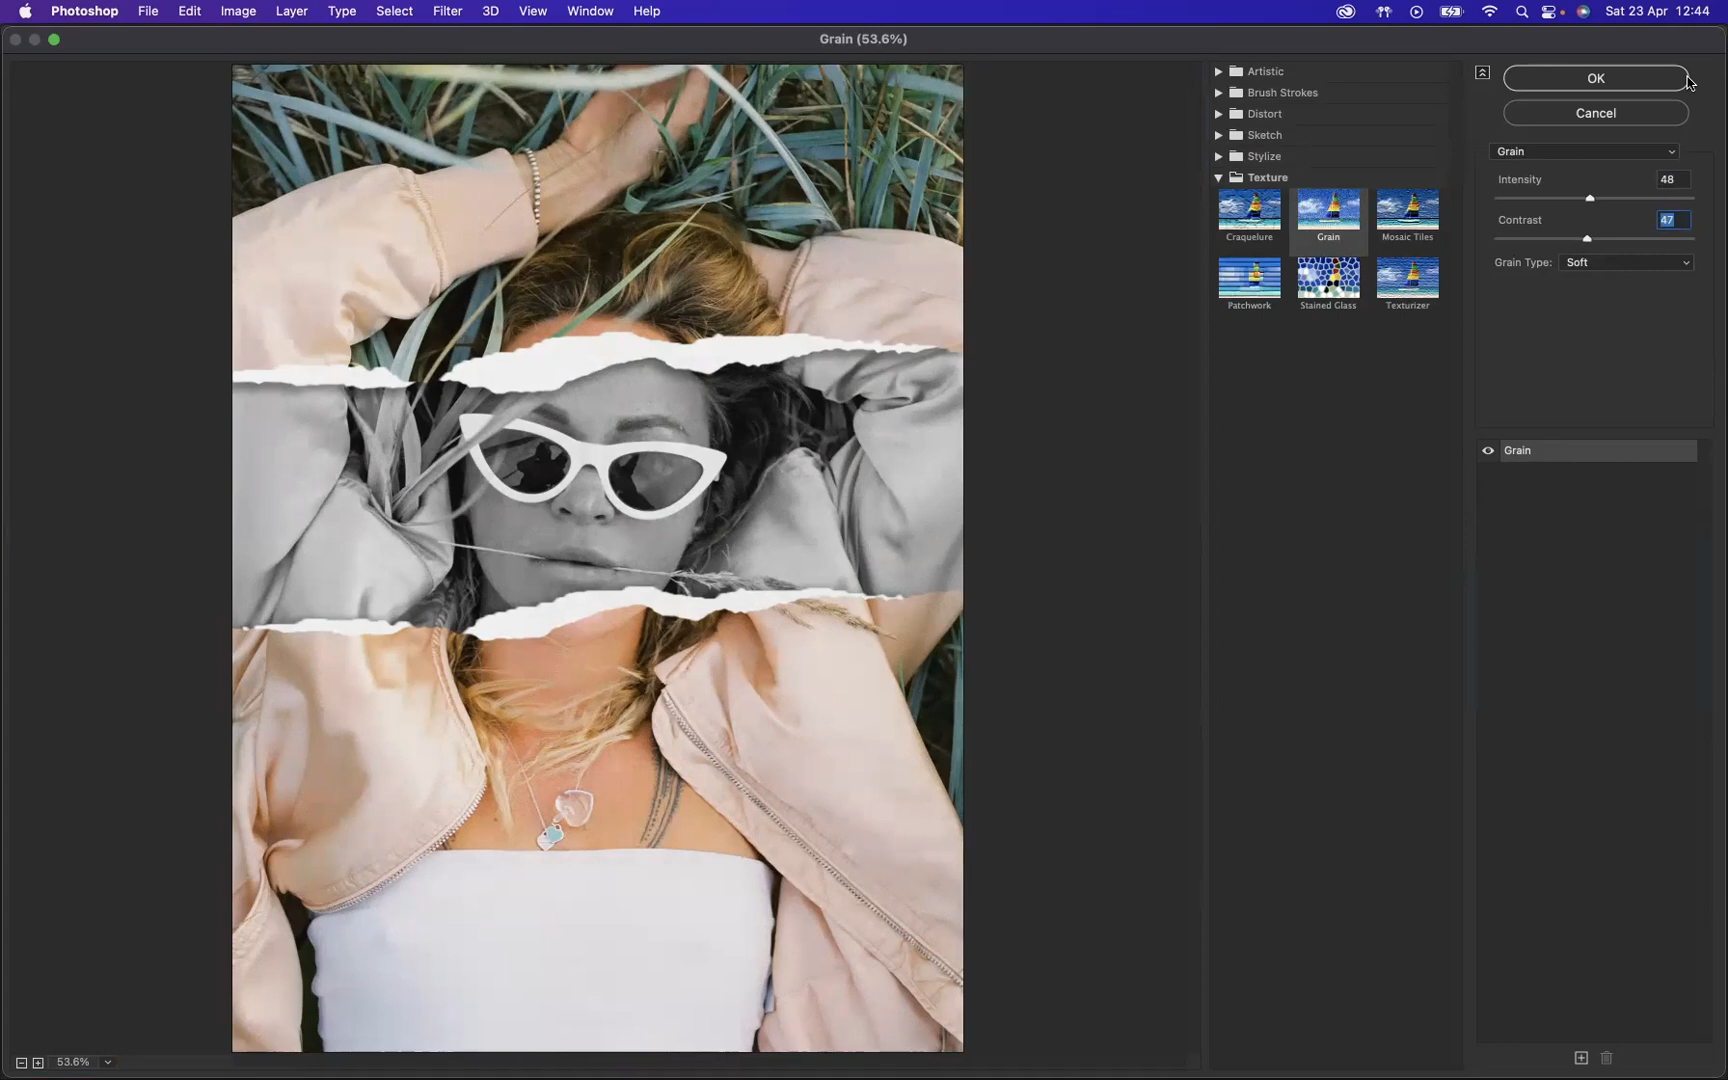 Photoshop File Edit Image Layer Type Select Filter 3D View Window Help Sat 23 Apr 12:44
Grain (53.6%)
Artistic
Brush Strokes
Distort
Sketch
Stylize
Texture
Craquelure Grain Mosaic Tiles
Patchwork Stained Glass Texturizer
OK
Cancel
Grain
Intensity 48
Contrast 47
Grain Type: Soft
Grain
53.6%